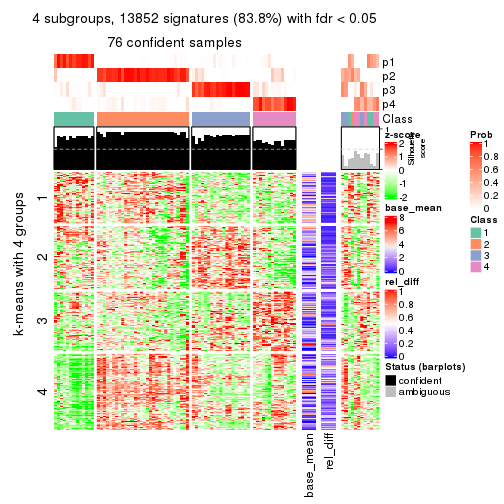 4 subgroups, 13852 signatures (83.8%) with fdr < 0.05
76 confident samples
p1
p2
p3
p4
Class
1
Silhouette score
k-means with 4 groups
1
2
3
4
base_mean
rel_diff
z-score
2
1
0
-1
-2
base_mean
8
6
4
2
0
rel_diff
1
0.8
0.6
0.4
0.2
0
Status (barplots)
confident
ambiguous
Prob
1
0.8
0.6
0.4
0.2
0
Class
1
2
3
4